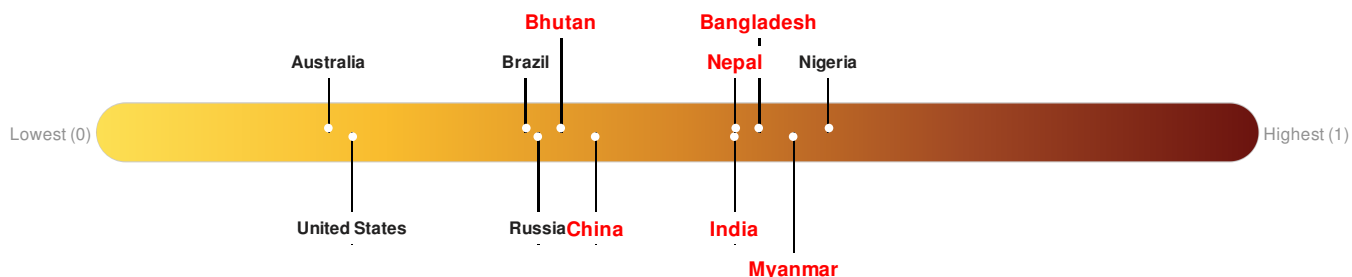 Bhutan
Bangladesh
Australia
Brazil
Nepal
Nigeria
Lowest (0)
Highest (1)
United States
Russia
China
India
Myanmar